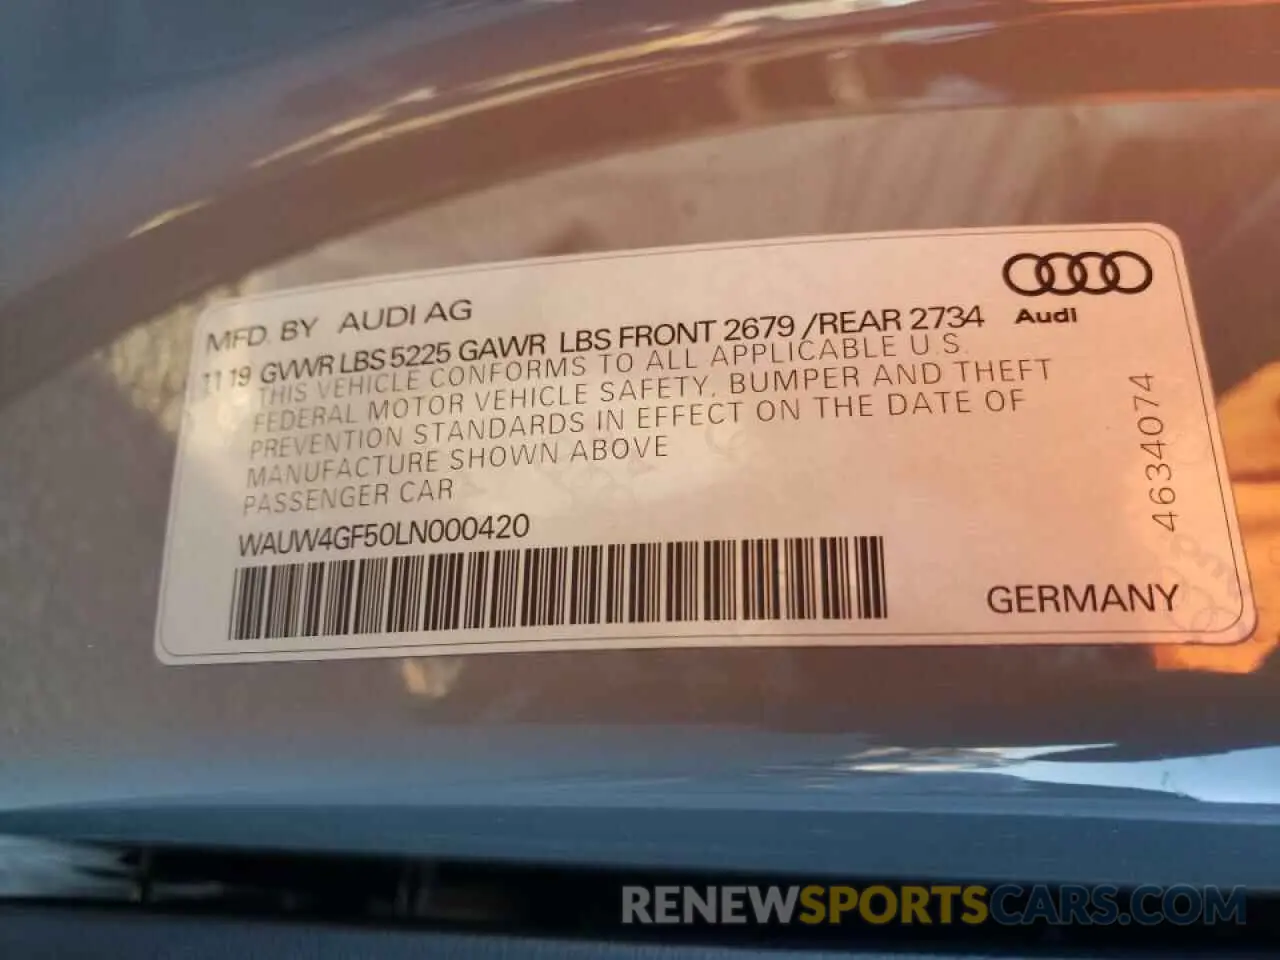 MFD. BY AUDI AG
11 19 GVWR LBS 5225 GAWR LBS FRONT 2679 /REAR 2734
THIS VEHICLE CONFORMS TO ALL APPLICABLE U.S.
FEDERAL MOTOR VEHICLE SAFETY, BUMPER AND THEFT
PREVENTION STANDARDS IN EFFECT ON THE DATE OF
MANUFACTURE SHOWN ABOVE
PASSENGER CAR
WAUW4GF50LN000420
Audi
4634074
GERMANY
RENEWSPORTSCARS.COM